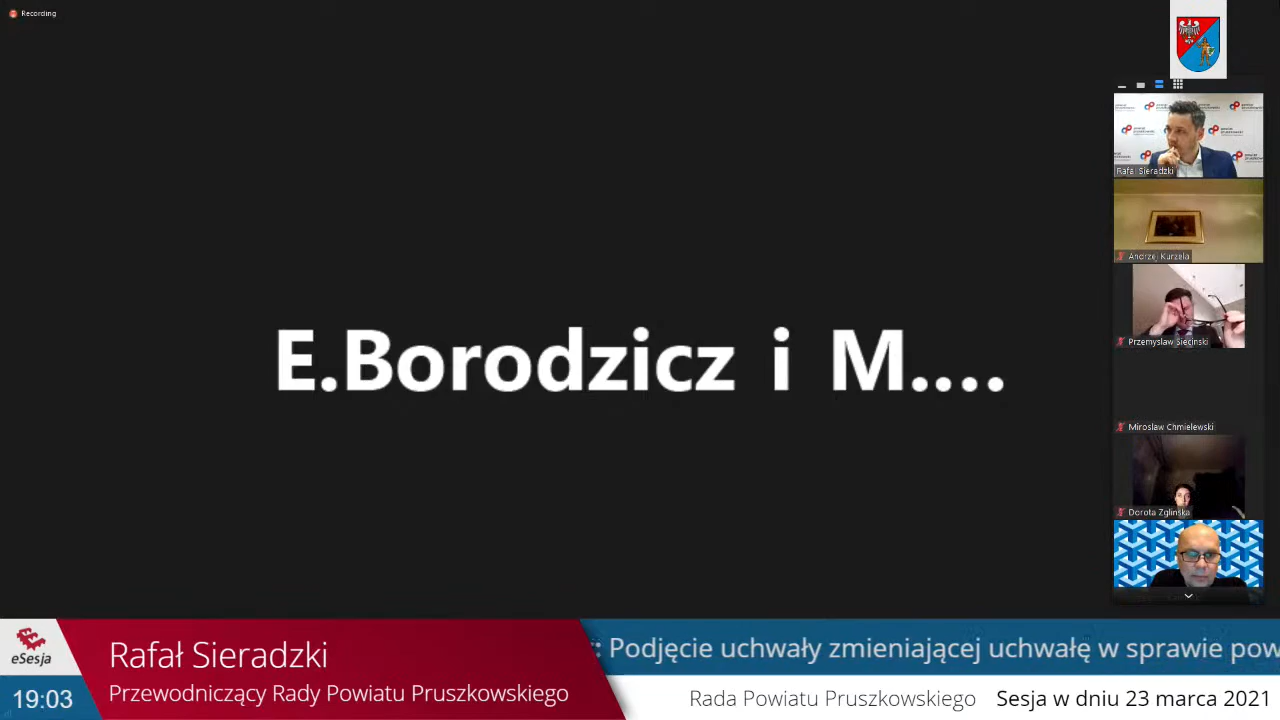 Recording
E.Borodzicz i M....
Rafał Sieradzki
Andrzej Kurzela
Przemysław Sieciński
Mirosław Chmielewski
Dorota Zglińska
eSesja
19:03
Rafał Sieradzki
Przewodniczący Rady Powiatu Pruszkowskiego
: Podjęcie uchwały zmieniającej uchwałę w sprawie pow
Rada Powiatu Pruszkowskiego Sesja w dniu 23 marca 2021